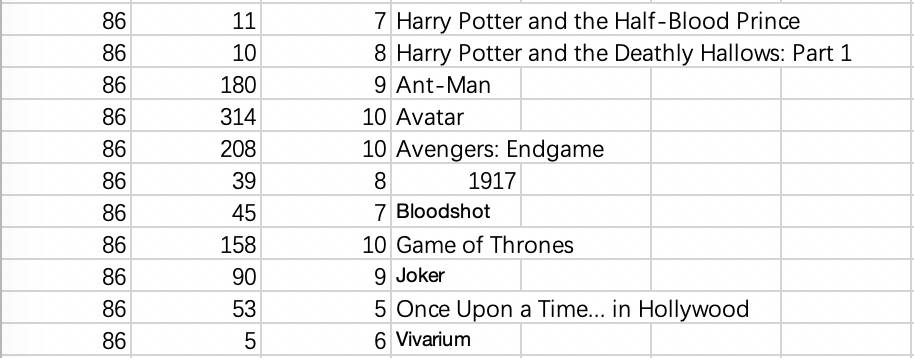 86 11 7 Harry Potter and the Half-Blood Prince
86 10 8 Harry Potter and the Deathly Hallows: Part 1
86 180 9 Ant-Man
86 314 10 Avatar
86 208 10 Avengers: Endgame
86 39 8 1917
86 45 7 Bloodshot
86 158 10 Game of Thrones
86 90 9 Joker
86 53 5 Once Upon a Time... in Hollywood
86 5 6 Vivarium